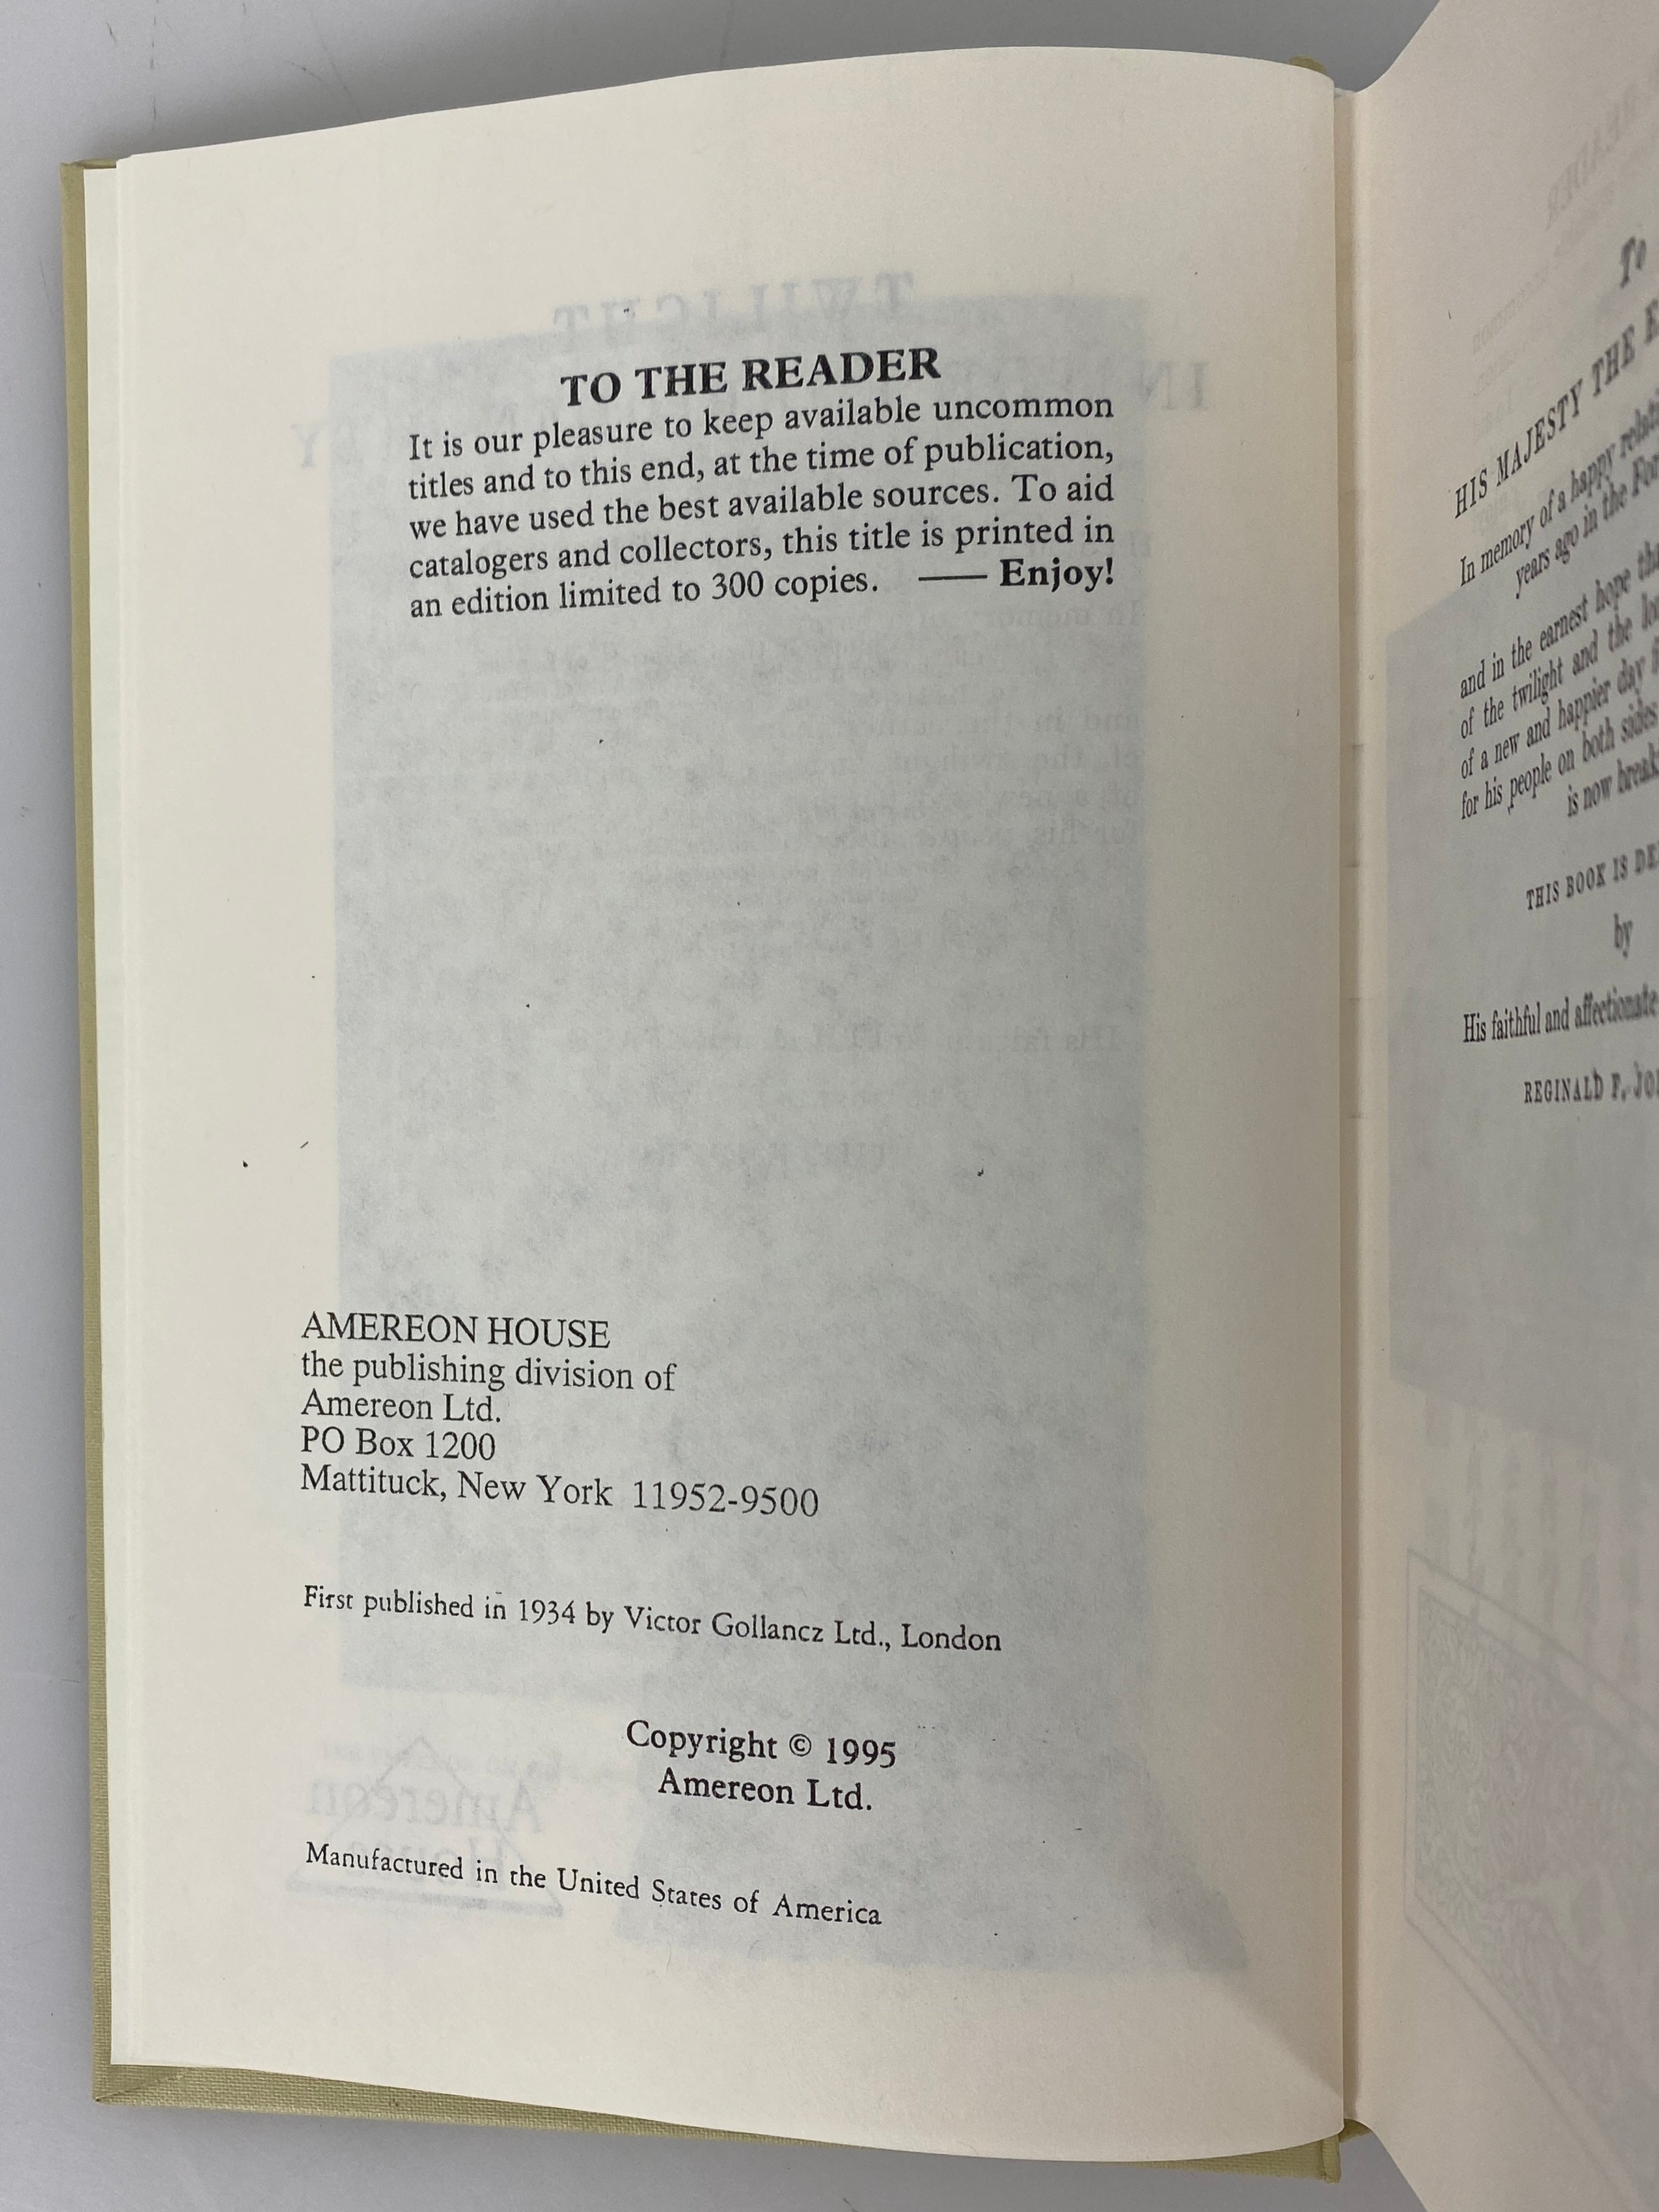 TO THE READER
It is our pleasure to keep available uncommon
titles and to this end, at the time of publication,
we have used the best available sources. To aid
catalogers and collectors, this title is printed in
an edition limited to 300 copies. —— Enjoy!
AMEREON HOUSE
the publishing division of
Amereon Ltd.
PO Box 1200
Mattituck, New York 11952-9500
First published in 1934 by Victor Gollancz Ltd., London
Copyright © 1995
Amereon Ltd.
Manufactured in the United States of America
To
HIS MAJESTY THE
In memory of a happy
years ago in the
and in the earnest hope
of the twilight and the
of a new and happier day
for his people on both sides
is now
THIS BOOK IS
by
His faithful and affectionate
REGINALD F.
TWILIGHT
IN
Amereon
House